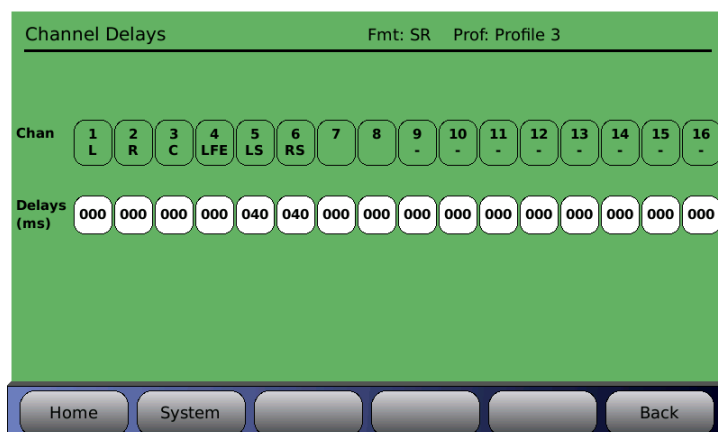 Channel Delays Fmt: SR Prof: Profile 3
Chan 1 2 3 4 5 6 7 8 9 10 11 12 13 14 15 16
L R C LFE LS RS - - - - - - - -
Delays (ms) 000 000 000 000 040 040 000 000 000 000 000 000 000 000 000 000
Home System Back